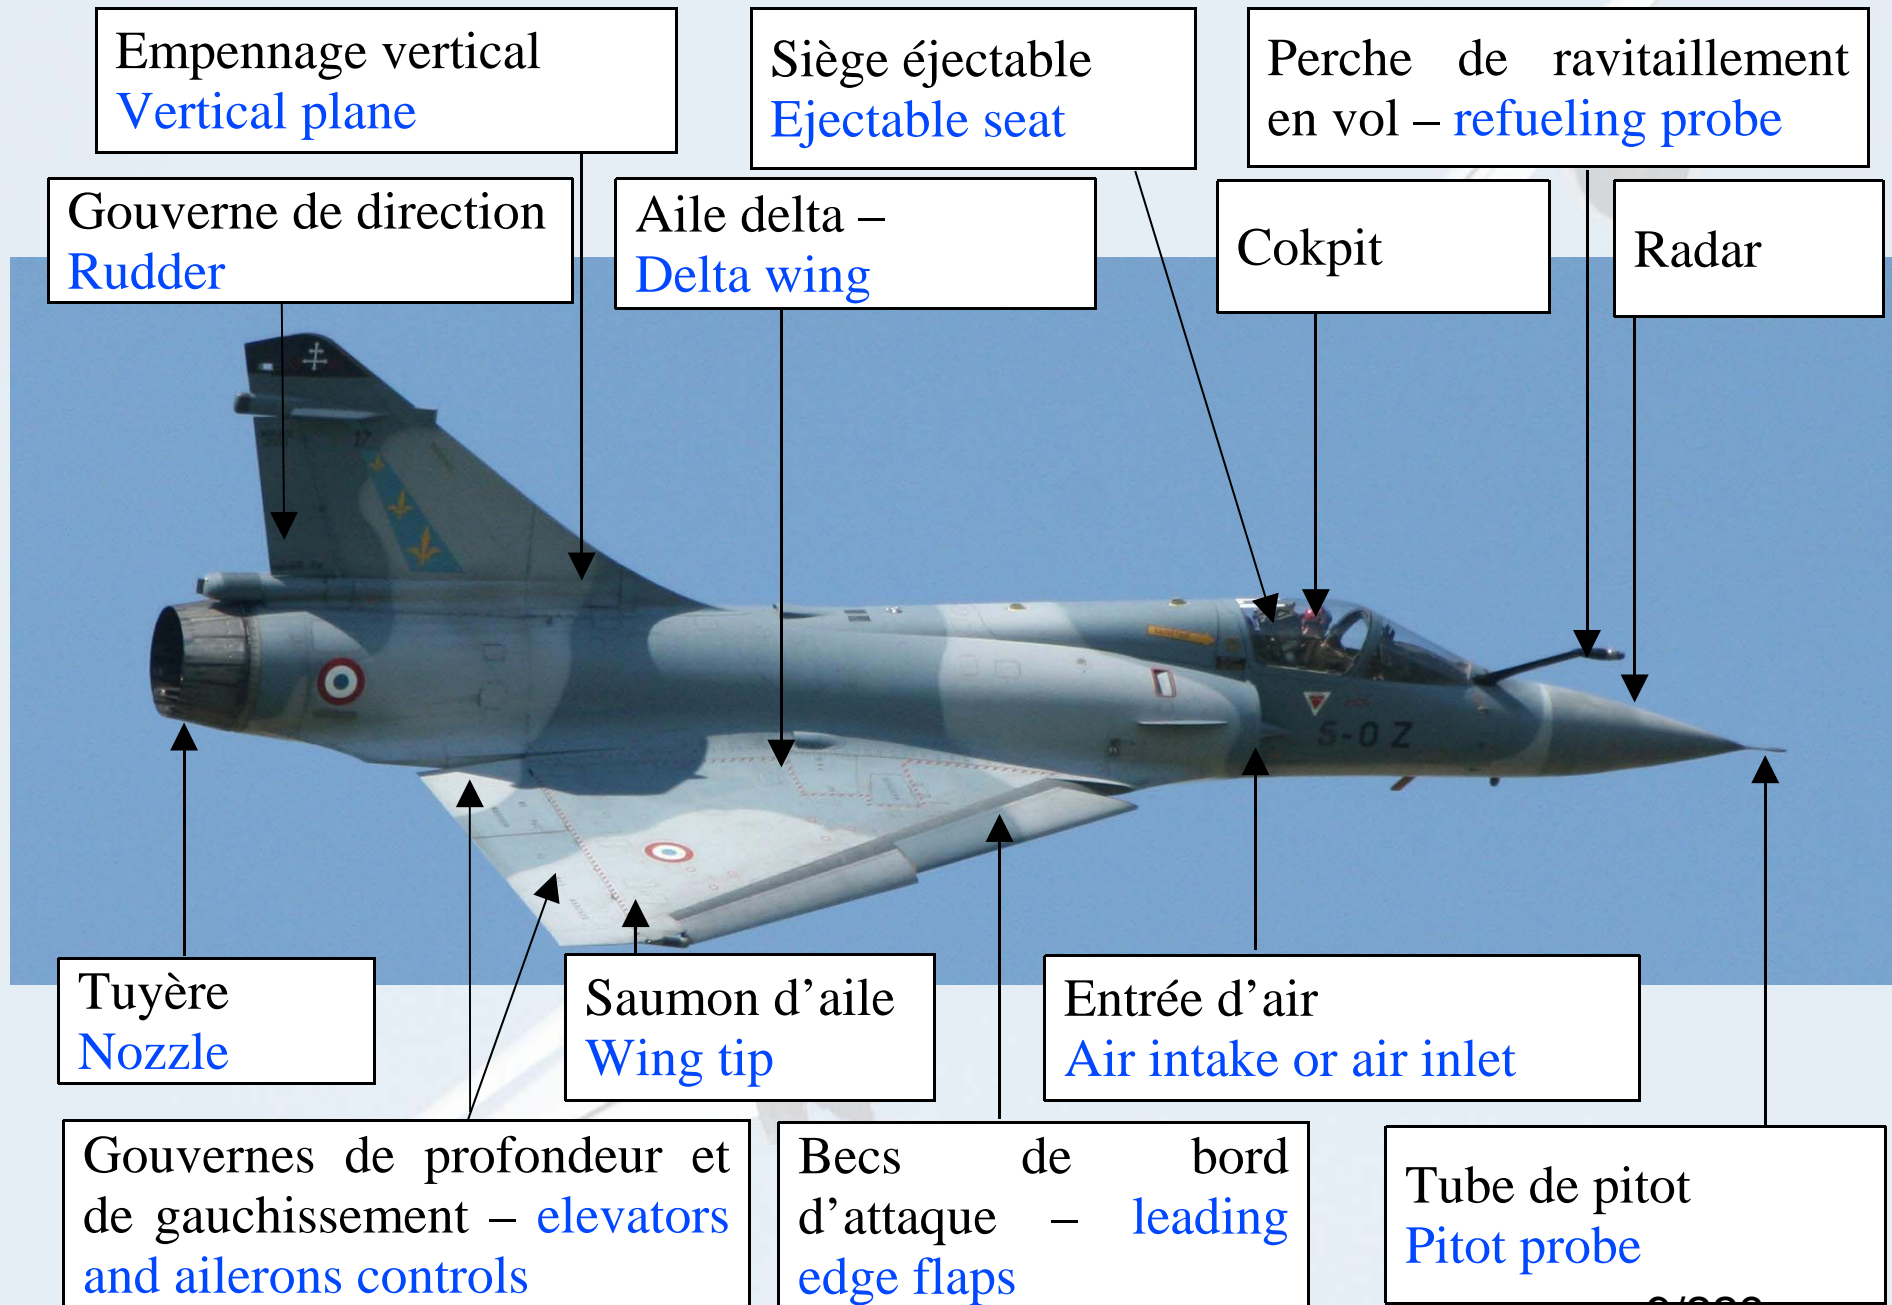 Empennage vertical
Vertical plane
Siège éjectable
Ejectable seat
Perche de ravitaillement
en vol – refueling probe
Gouverne de direction
Rudder
Aile delta –
Delta wing
Cokpit
Radar
17
5-OZ
Tuyère
Nozzle
Saumon d’aile
Wing tip
Entrée d’air
Air intake or air inlet
Gouvernes de profondeur et
de gauchissement – elevators
and ailerons controls
Becs de bord
d’attaque – leading
edge flaps
Tube de pitot
Pitot probe